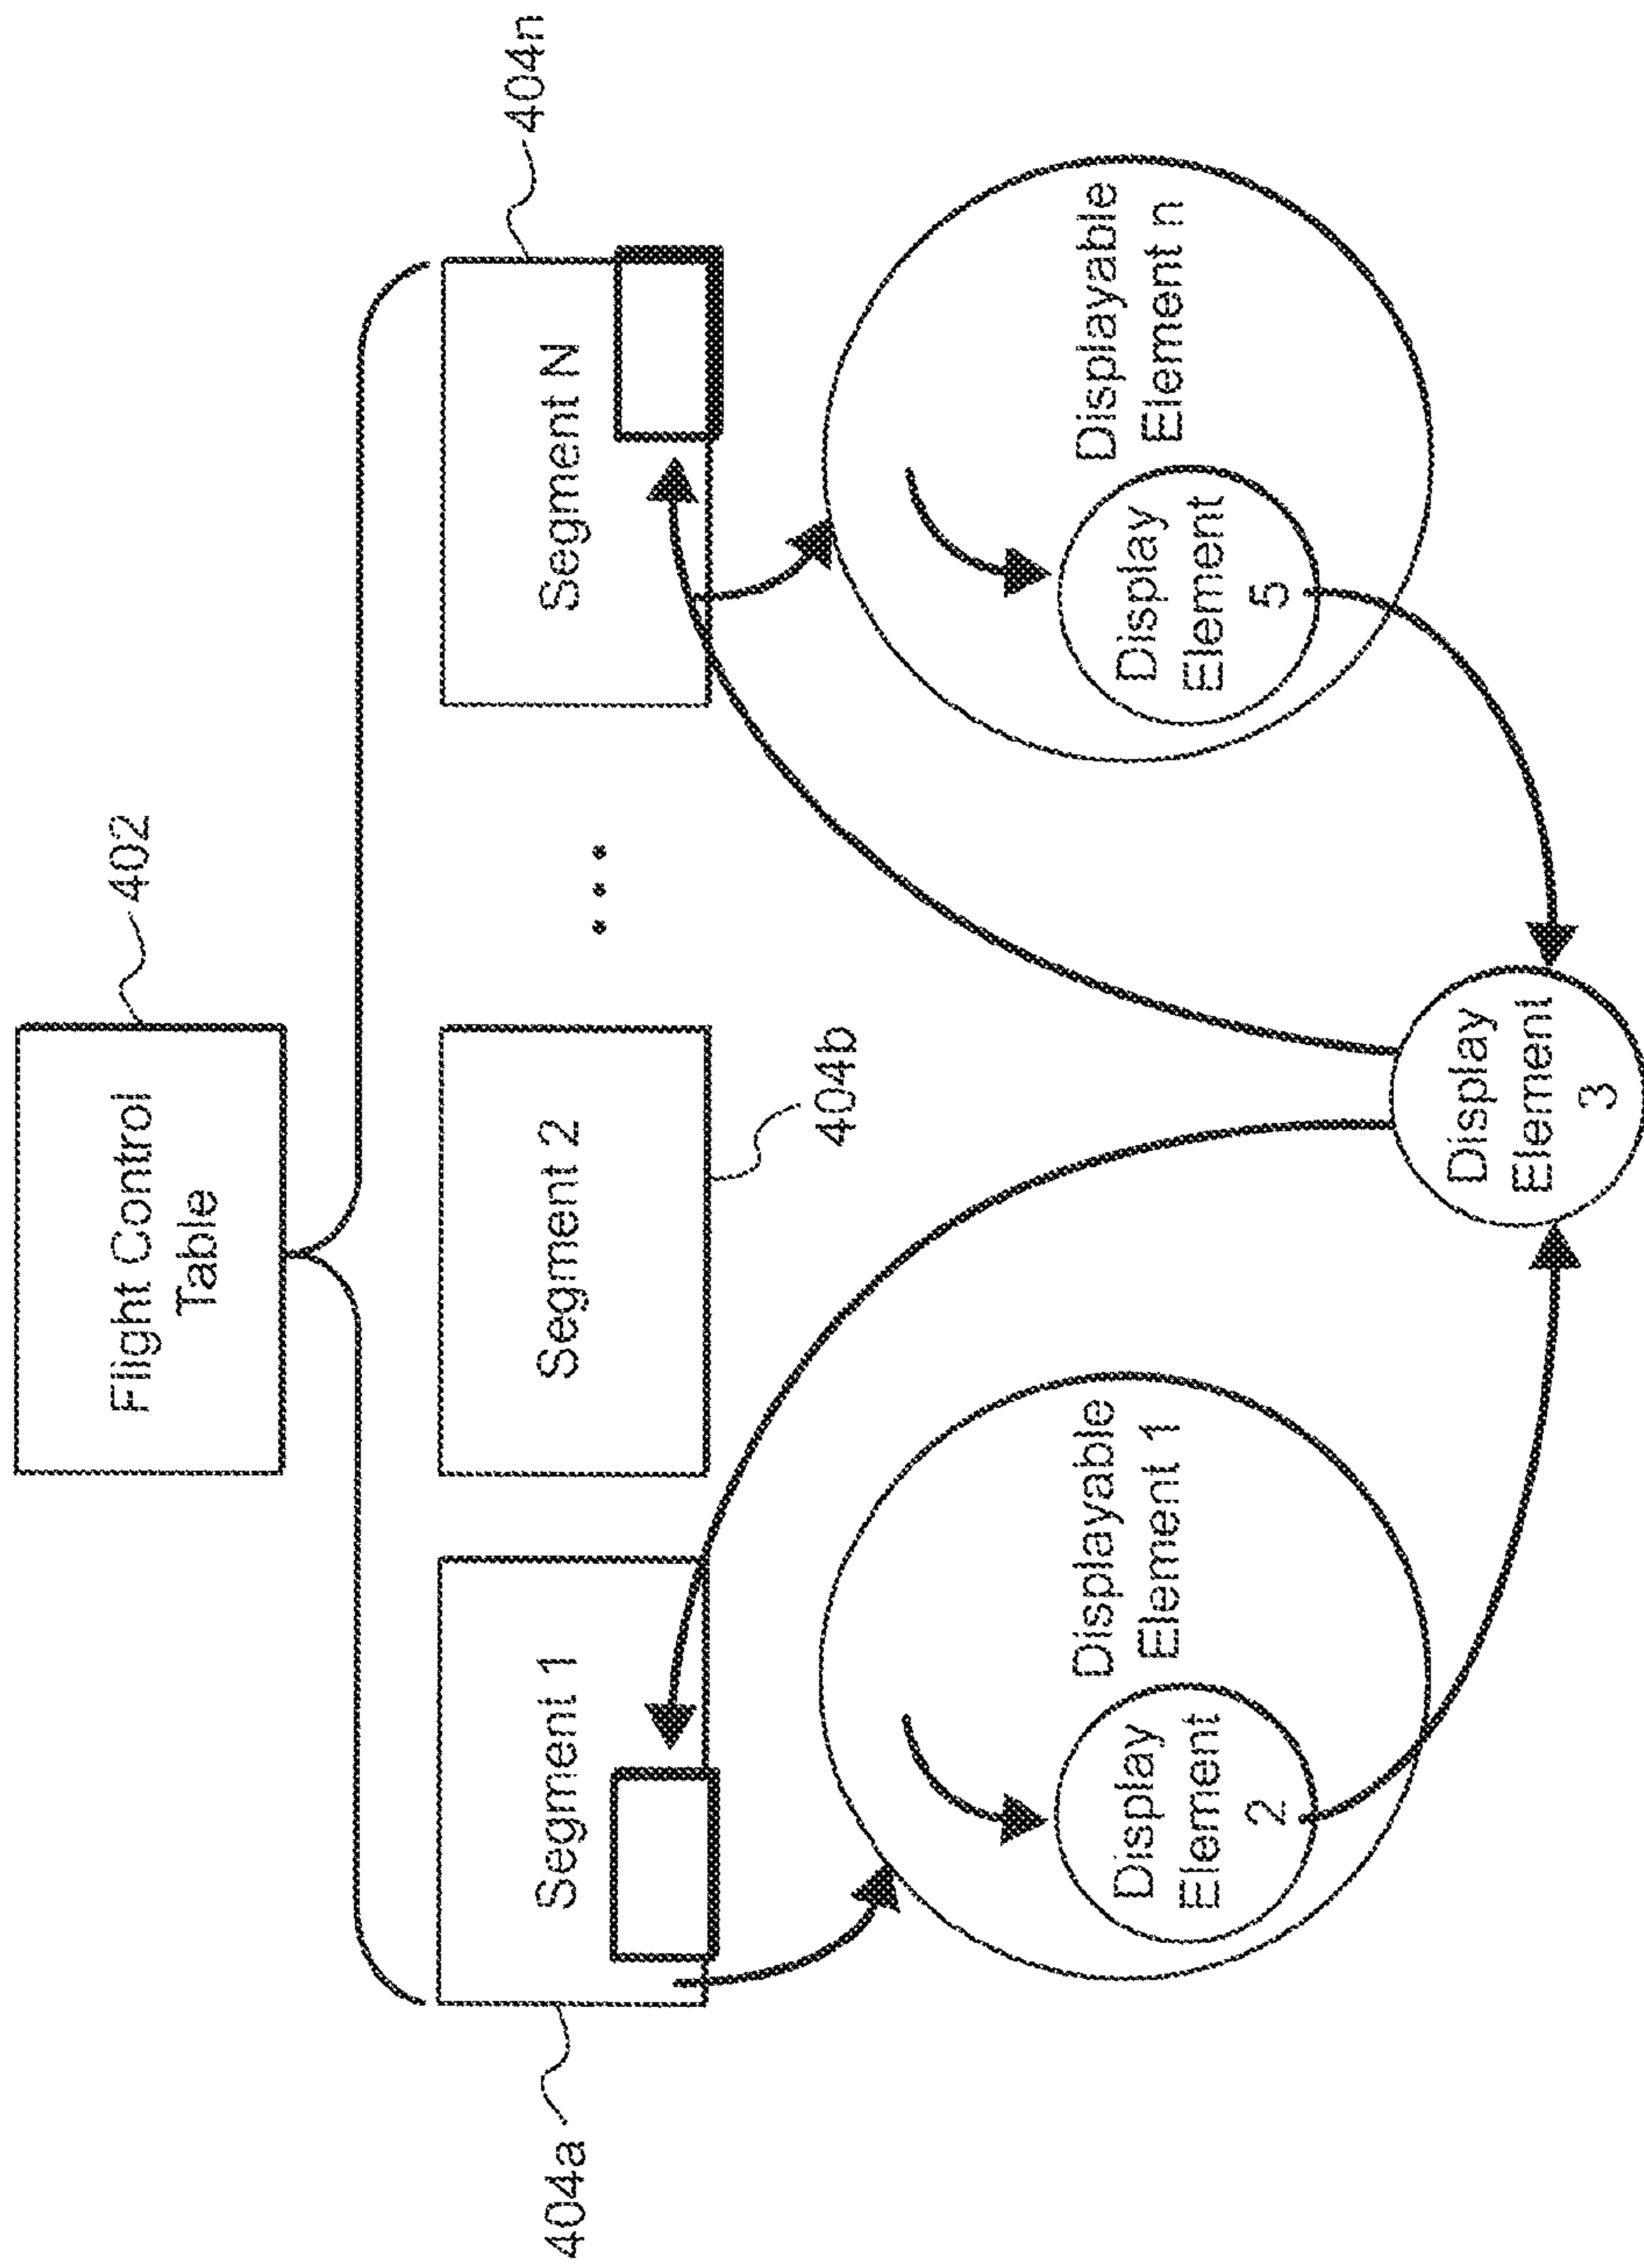 Flight Control
Table
402
404a
Segment 1
Segment 2
404b
...
Segment N
404n
Displayable
Element 1
Display
Element
2
Displayable
Element n
Display
Element
5
Display
Element
3